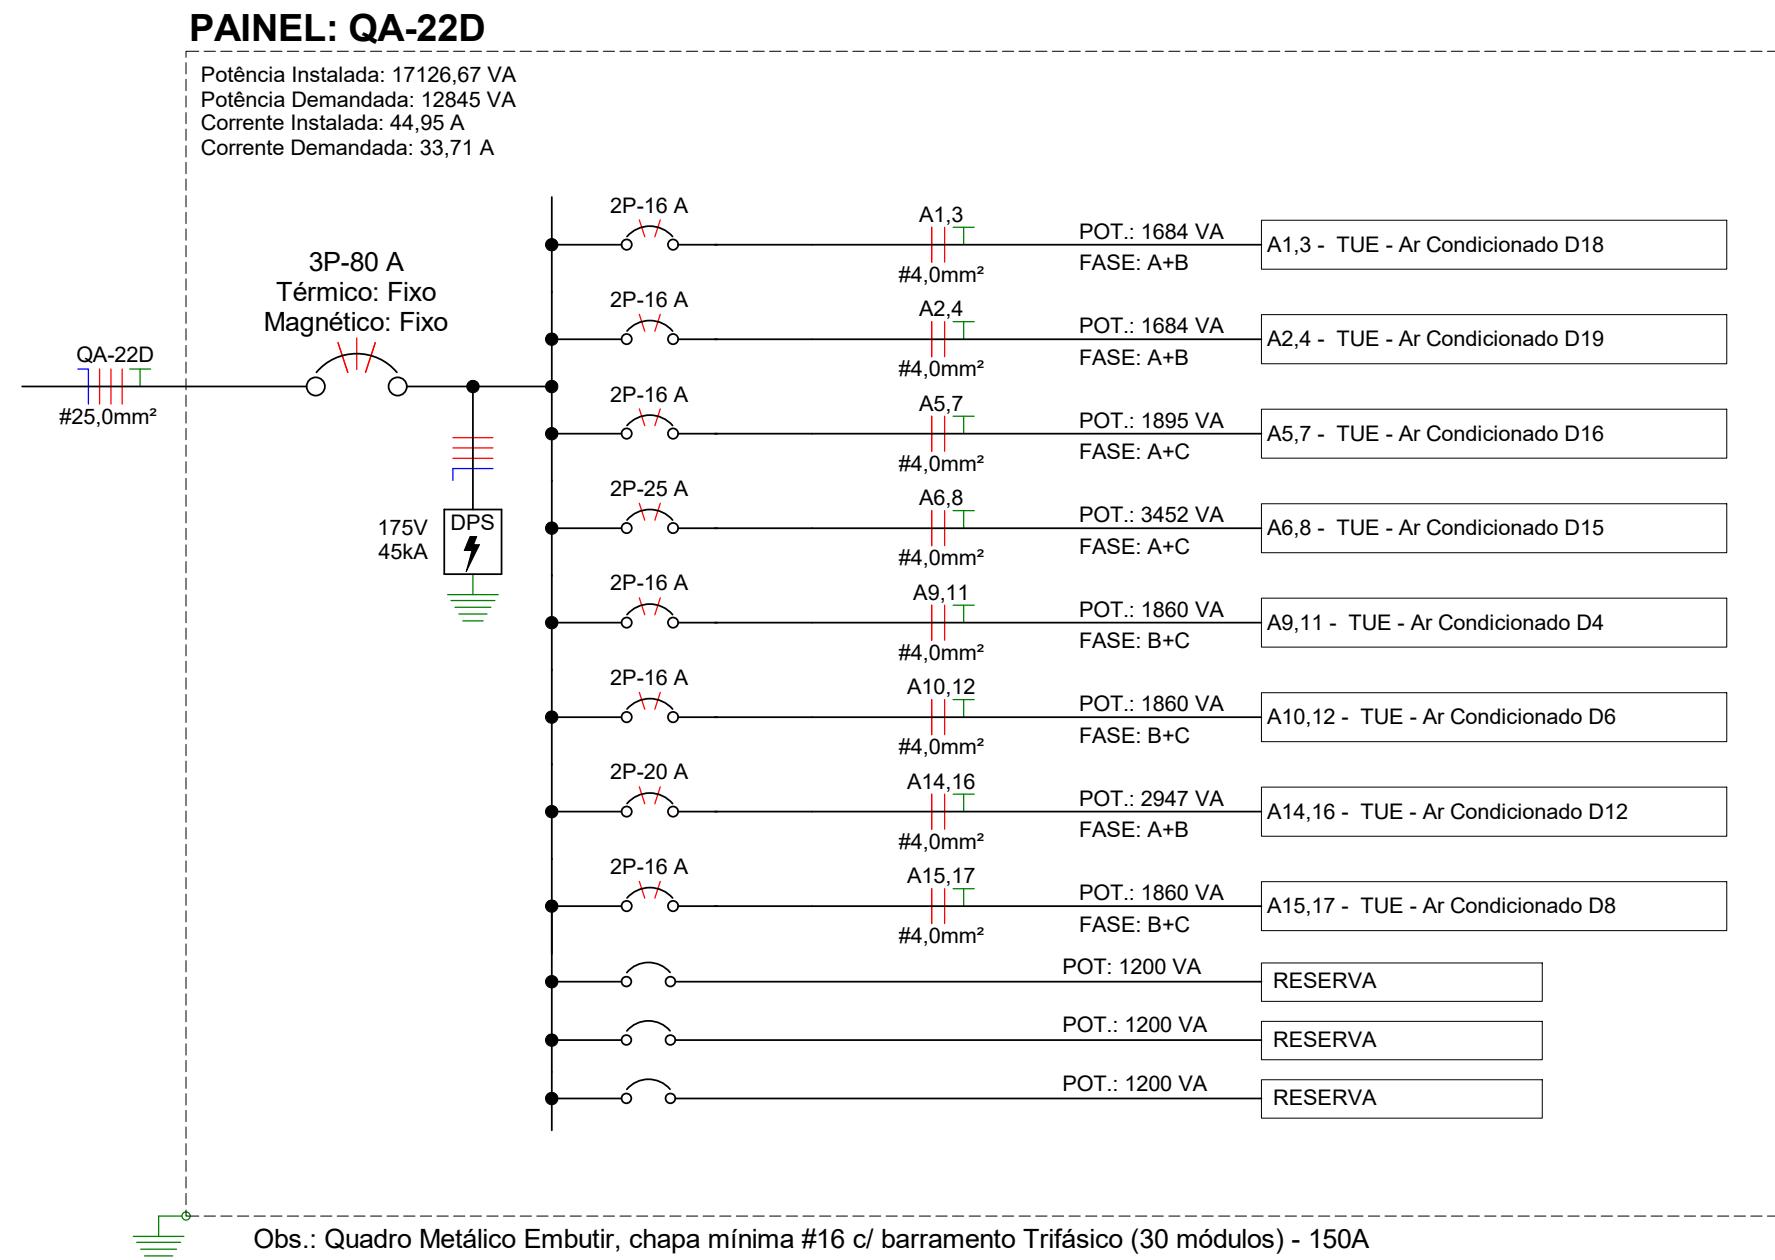 PAINEL: QA-22D
Potência Instalada: 17126,67 VA
Potência Demandada: 12845 VA
Corrente Instalada: 44,95 A
Corrente Demandada: 33,71 A
QA-22D
#25,0mm²
3P-80 A
Térmico: Fixo
Magnético: Fixo
175V
45kA
DPS
2P-16 A
A1,3
#4,0mm²
POT.: 1684 VA
FASE: A+B
A1,3 - TUE - Ar Condicionado D18
2P-16 A
A2,4
#4,0mm²
POT.: 1684 VA
FASE: A+B
A2,4 - TUE - Ar Condicionado D19
2P-16 A
A5,7
#4,0mm²
POT.: 1895 VA
FASE: A+C
A5,7 - TUE - Ar Condicionado D16
2P-25 A
A6,8
#4,0mm²
POT.: 3452 VA
FASE: A+C
A6,8 - TUE - Ar Condicionado D15
2P-16 A
A9,11
#4,0mm²
POT.: 1860 VA
FASE: B+C
A9,11 - TUE - Ar Condicionado D4
2P-16 A
A10,12
#4,0mm²
POT.: 1860 VA
FASE: B+C
A10,12 - TUE - Ar Condicionado D6
2P-20 A
A14,16
#4,0mm²
POT.: 2947 VA
FASE: A+B
A14,16 - TUE - Ar Condicionado D12
2P-16 A
A15,17
#4,0mm²
POT.: 1860 VA
FASE: B+C
A15,17 - TUE - Ar Condicionado D8
POT: 1200 VA
RESERVA
POT.: 1200 VA
RESERVA
POT.: 1200 VA
RESERVA
Obs.: Quadro Metálico Embutir, chapa mínima #16 c/ barramento Trifásico (30 módulos) - 150A